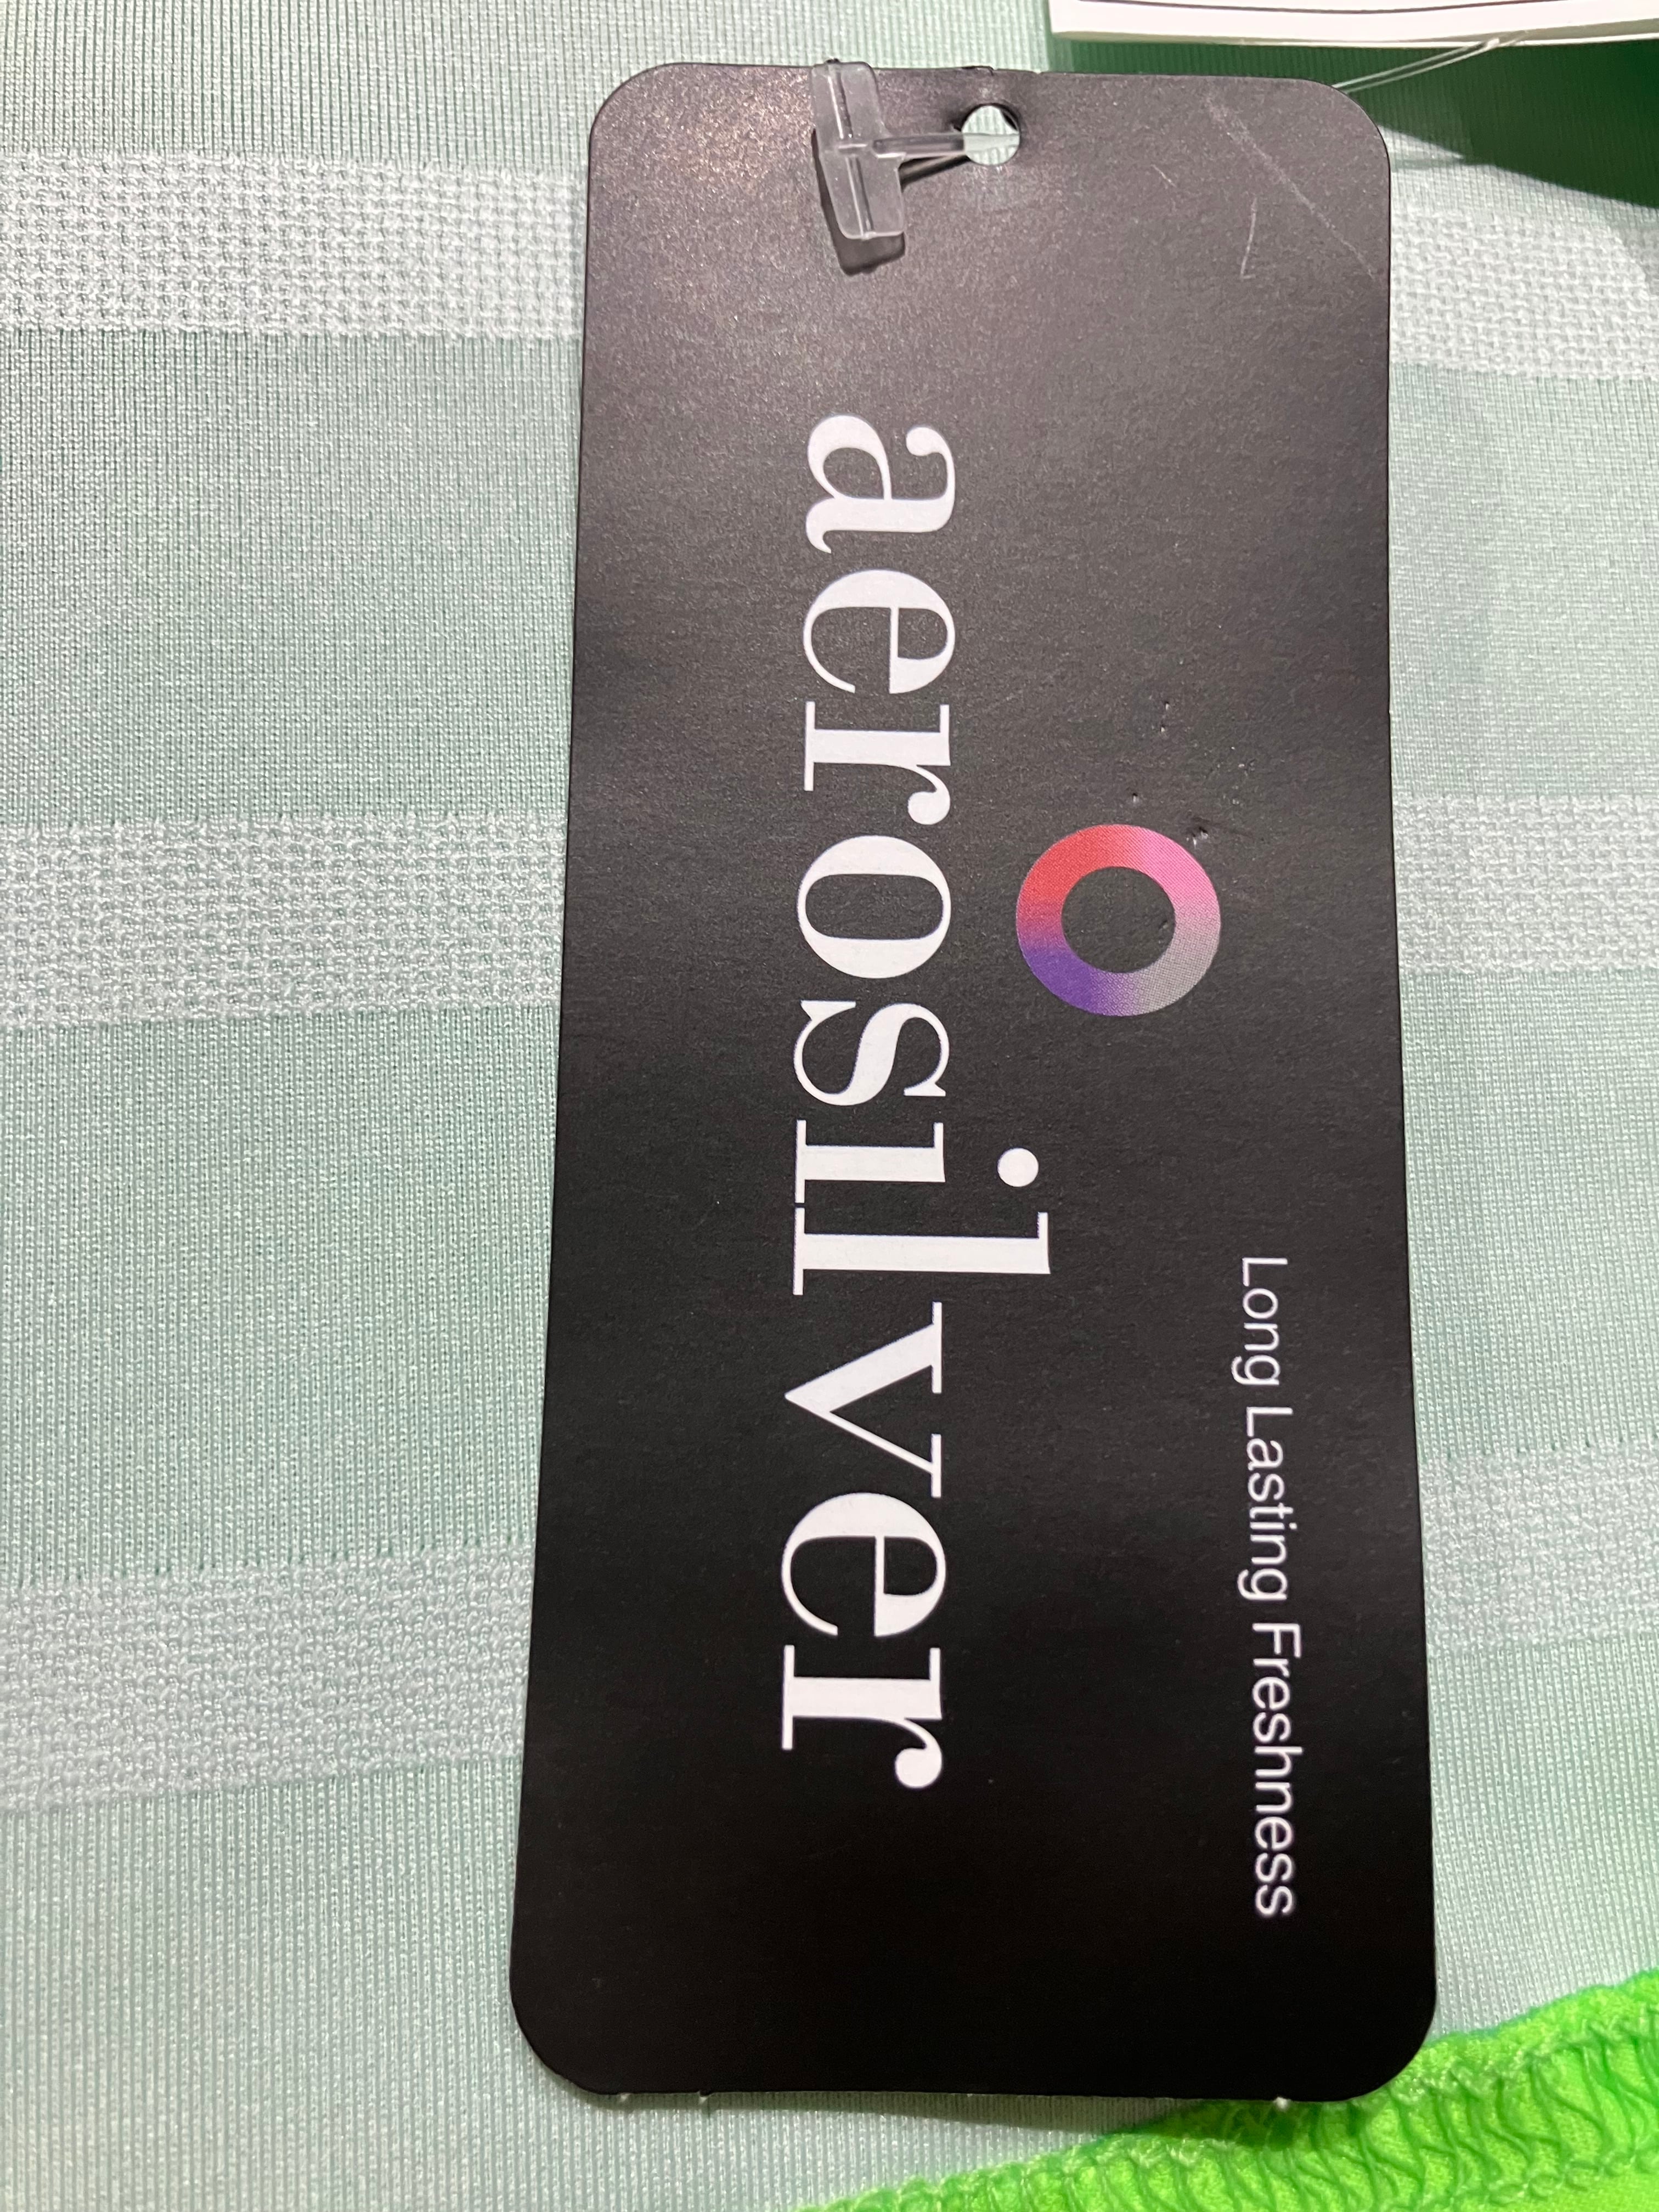 Long Lasting Freshness
aerosilver